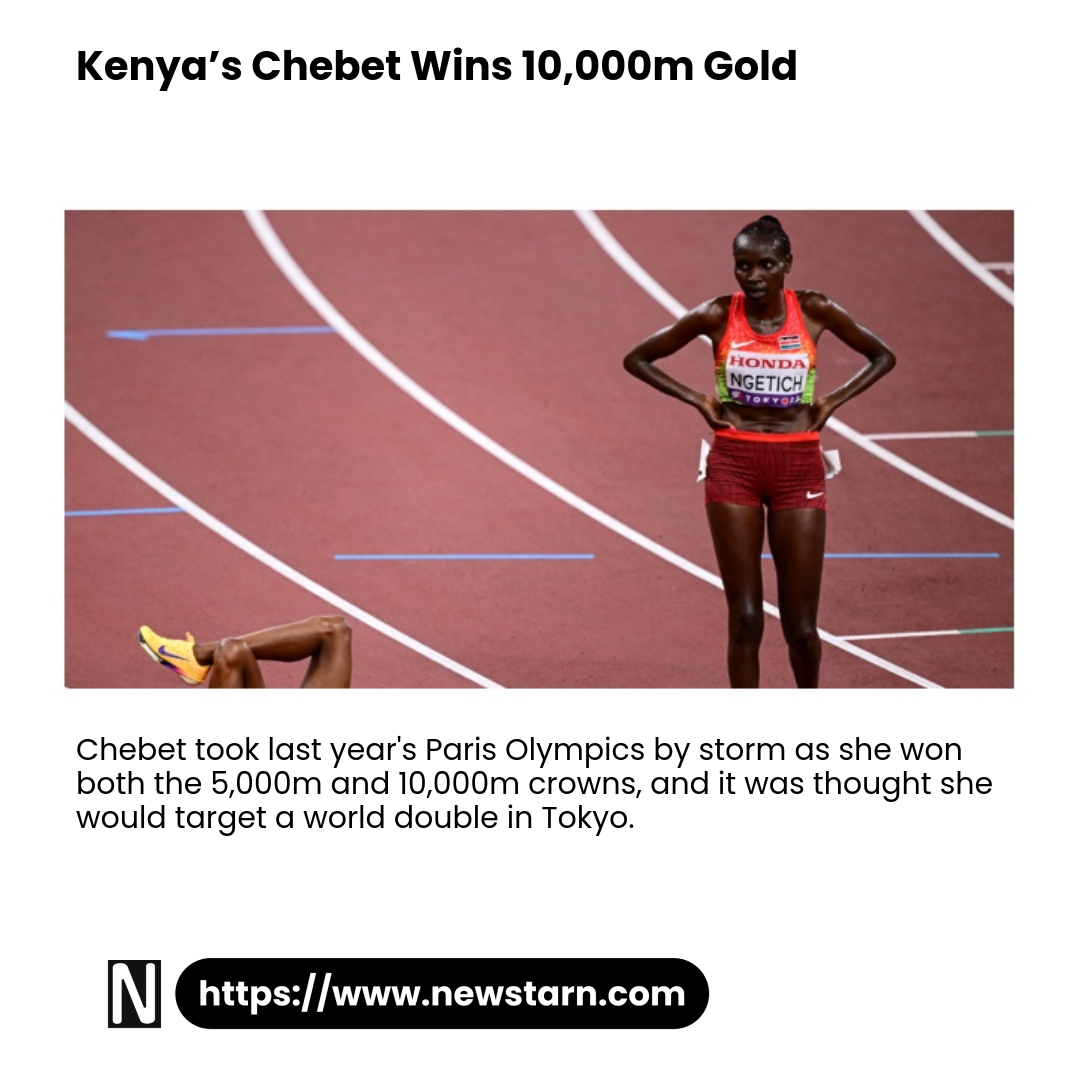 Kenya’s Chebet Wins 10,000m Gold
HONDA
NGETICH
TOKYO25
Chebet took last year's Paris Olympics by storm as she won
both the 5,000m and 10,000m crowns, and it was thought she
would target a world double in Tokyo.
N
https://www.newstarn.com